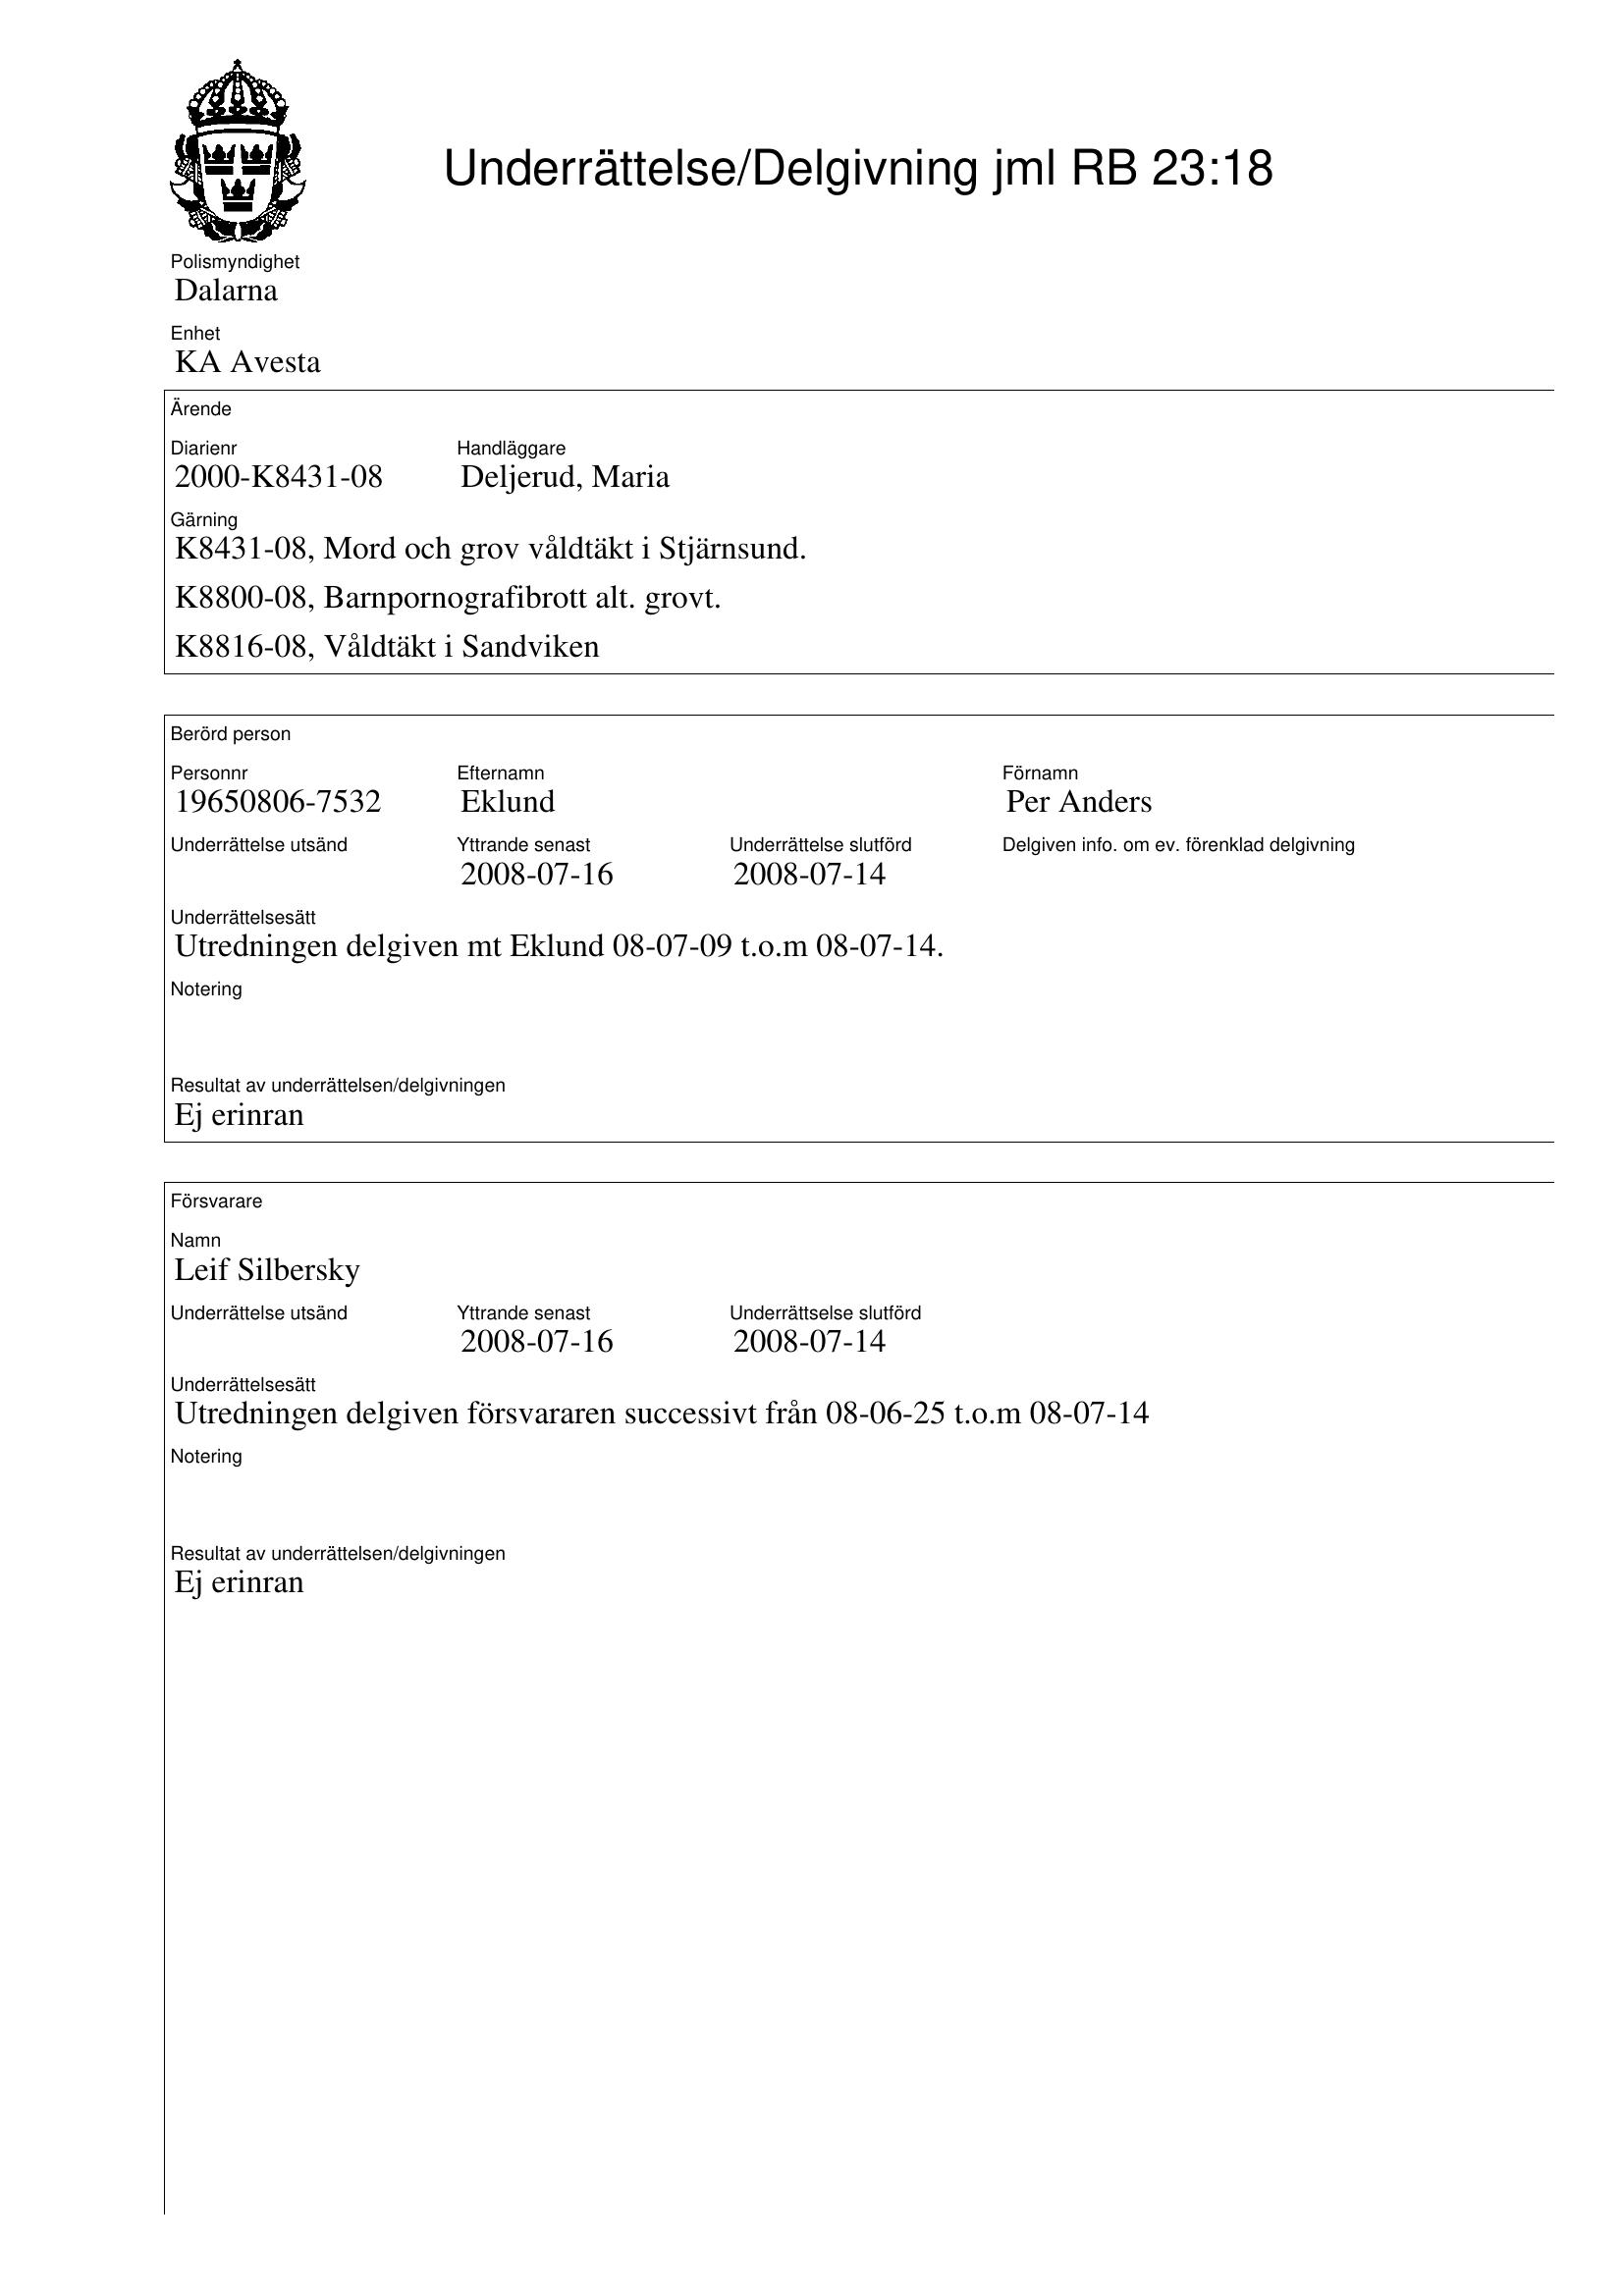 Underrättelse/Delgivning jml RB 23:18
Polismyndighet
Dalarna
Enhet
KA Avesta
Ärende
Diarienr Handläggare
2000-K8431-08 Deljerud, Maria
Gärning
K8431-08, Mord och grov våldtäkt i Stjärnsund.
K8800-08, Barnpornografibrott alt. grovt.
K8816-08, Våldtäkt i Sandviken
Berörd person
Personnr Efternamn Förnamn
19650806-7532 Eklund Per Anders
Underrättelse utsänd Yttrande senast Underrättelse slutförd Delgiven info. om ev. förenklad delgivning
2008-07-16 2008-07-14
Underrättelsesätt
Utredningen delgiven mt Eklund 08-07-09 t.o.m 08-07-14.
Notering
Resultat av underrättelsen/delgivningen
Ej erinran
Försvarare
Namn
Leif Silbersky
Underrättelse utsänd Yttrande senast Underrättselse slutförd
2008-07-16 2008-07-14
Underrättelsesätt
Utredningen delgiven försvararen successivt från 08-06-25 t.o.m 08-07-14
Notering
Resultat av underrättelsen/delgivningen
Ej erinran